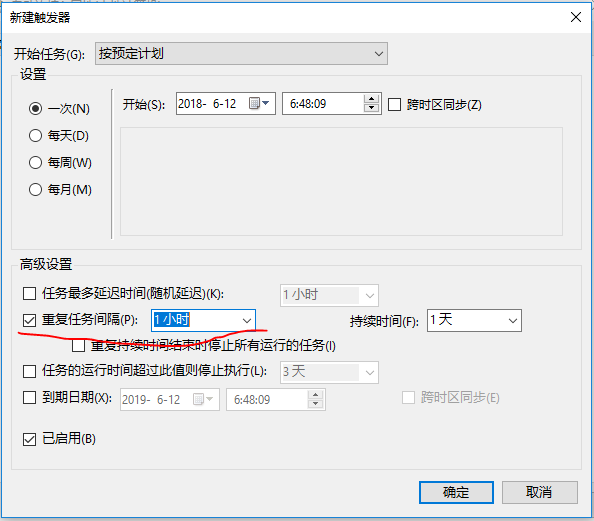 新建触发器
开始任务(G): 按预定计划
设置
一次(N) 开始(S): 2018- 6-12 6:48:09 跨时区同步(Z)
每天(D)
每周(W)
每月(M)
高级设置
任务最多延迟时间(随机延迟)(K): 1 小时
重复任务间隔(P): 1 小时 持续时间(F): 1 天
重复持续时间结束时停止所有运行的任务(I)
任务的运行时间超过此值则停止执行(L): 3 天
到期日期(X): 2019- 6-12 6:48:09 跨时区同步(E)
已启用(B)
确定 取消